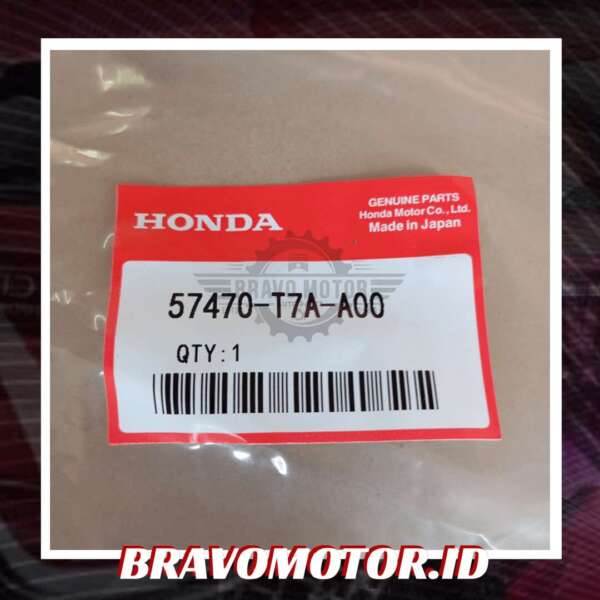 HONDA
GENUINE PARTS
Honda Motor Co., Ltd.
Made in Japan
BRAVO MOTOR
57470-T7A-A00
QTY:1
BRAVOMOTOR.ID